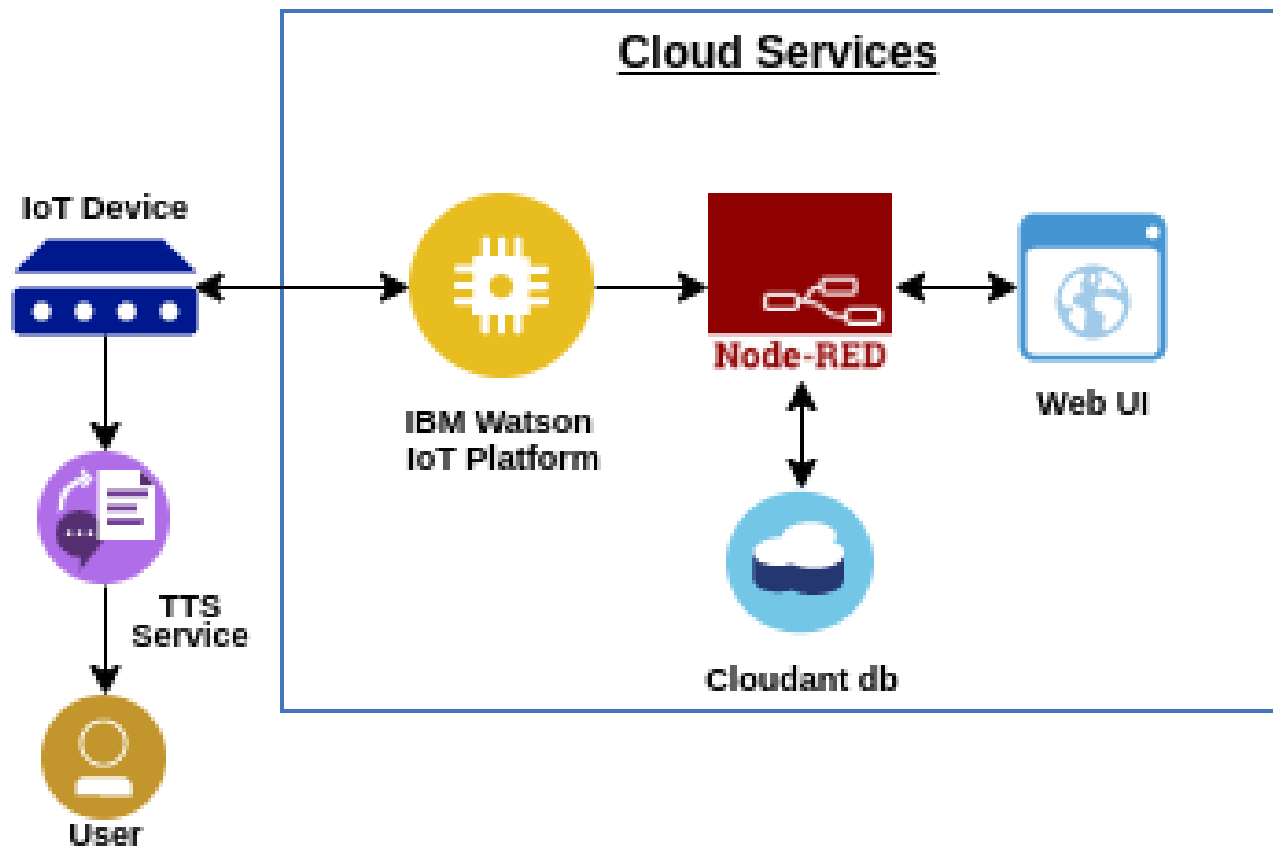 Cloud Services
IoT Device
Node-RED
IBM Watson
IoT Platform
Web UI
TTS
Service
Cloudant db
User